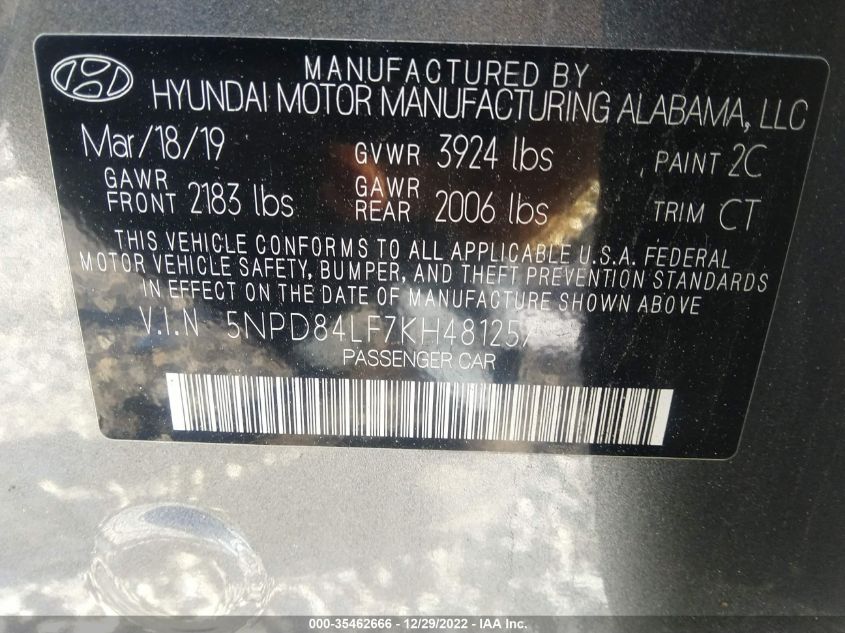 MANUFACTURED BY
HYUNDAI MOTOR MANUFACTURING ALABAMA, LLC
Mar/18/19 GVWR 3924 lbs PAINT 2C
GAWR FRONT 2183 lbs GAWR REAR 2006 lbs TRIM CT
THIS VEHICLE CONFORMS TO ALL APPLICABLE U.S.A. FEDERAL
MOTOR VEHICLE SAFETY, BUMPER, AND THEFT PREVENTION STANDARDS
IN EFFECT ON THE DATE OF MANUFACTURE SHOWN ABOVE
V.I.N 5NPD84LF7KH481257
PASSENGER CAR
000-35462666 - 12/29/2022 - IAA Inc.